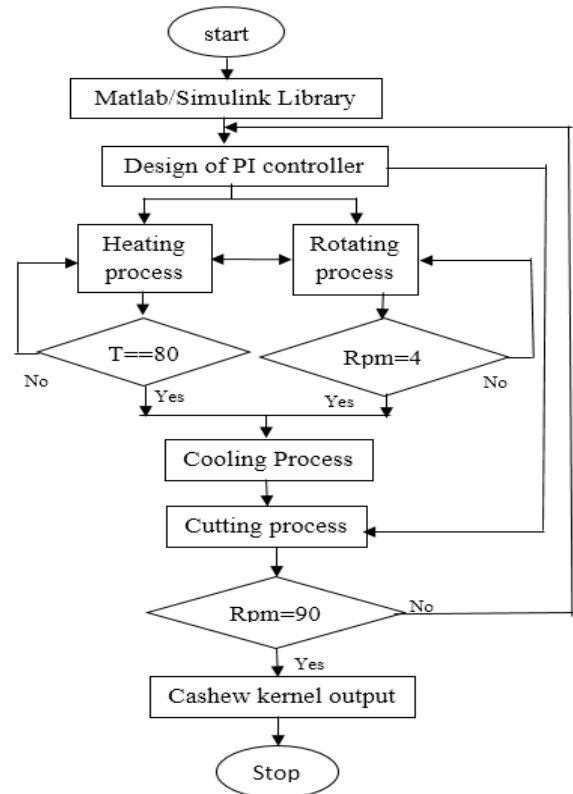 start
Matlab/Simulink Library
Design of PI controller
Heating
process
Rotating
process
T==80
Rpm=4
No
Yes
Yes
No
Cooling Process
Cutting process
Rpm=90
No
Yes
Cashew kernel output
Stop